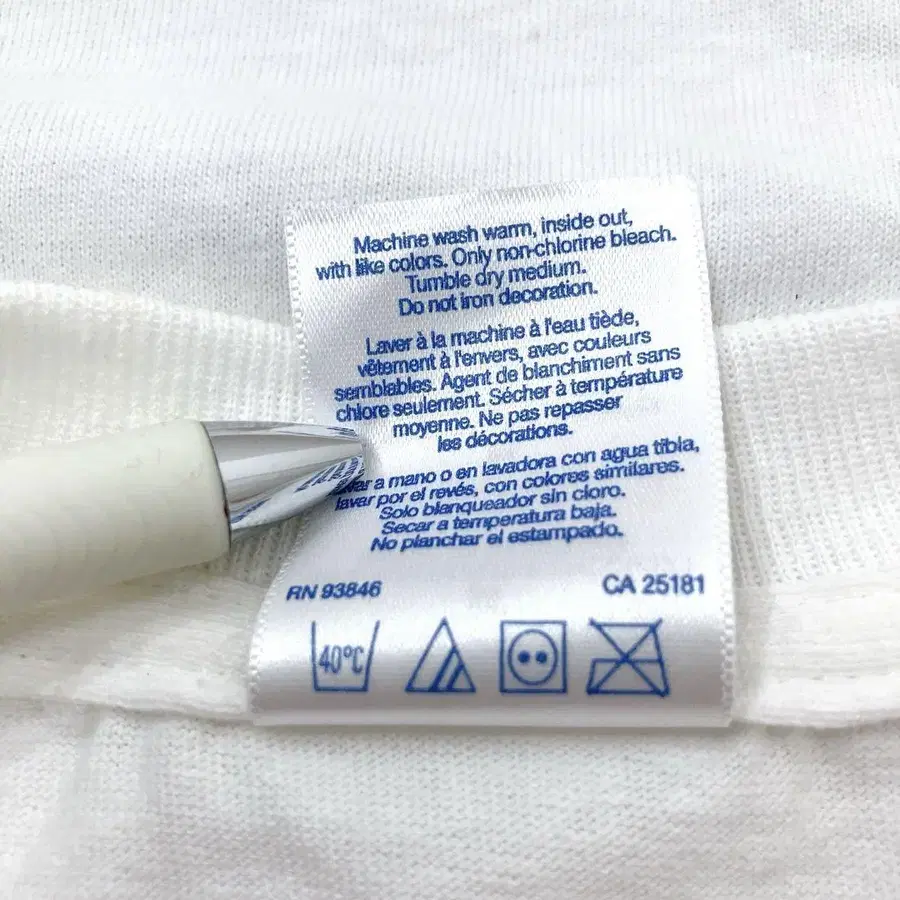 Machine wash warm, inside out,
with like colors. Only non-chlorine bleach.
Tumble dry medium.
Do not iron decoration.
Laver à la machine à l'eau tiède,
vêtement à l'envers, avec couleurs
semblables. Agent de blanchiment sans
chlore seulement. Sécher à température
moyenne. Ne pas repasser
les décorations.
a mano o en lavadora con agua tibla,
lavar por el revés, con colores similares.
Solo blanqueador sin cloro.
Secar a temperatura baja.
No planchar el estampado.
RN 93846 CA 25181
40°C